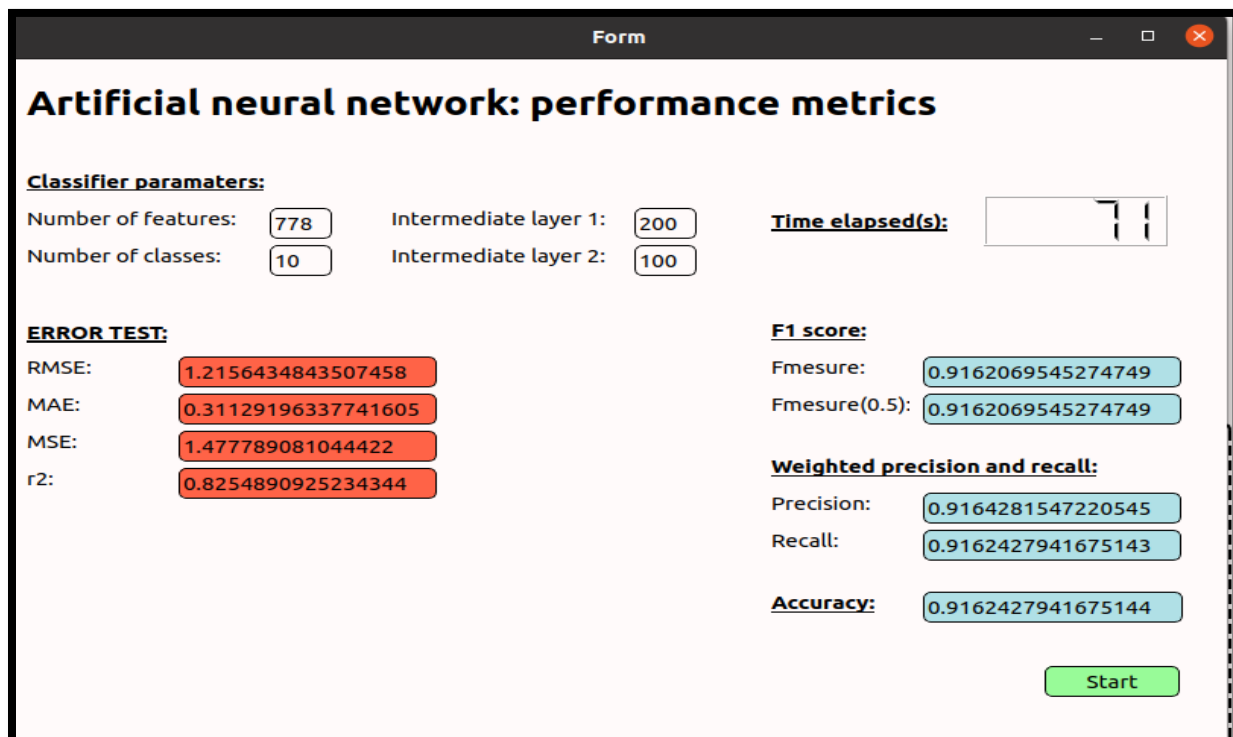 Form
Artificial neural network: performance metrics
Classifier paramaters:
Number of features: 778 Intermediate layer 1: 200 Time elapsed(s): 71
Number of classes: 10 Intermediate layer 2: 100
ERROR TEST:
RMSE: 1.2156434843507458
MAE: 0.31129196337741605
MSE: 1.477789081044422
r2: 0.8254890925234344
F1 score:
Fmesure: 0.9162069545274749
Fmesure(0.5): 0.9162069545274749
Weighted precision and recall:
Precision: 0.9164281547220545
Recall: 0.9162427941675143
Accuracy: 0.9162427941675144
Start